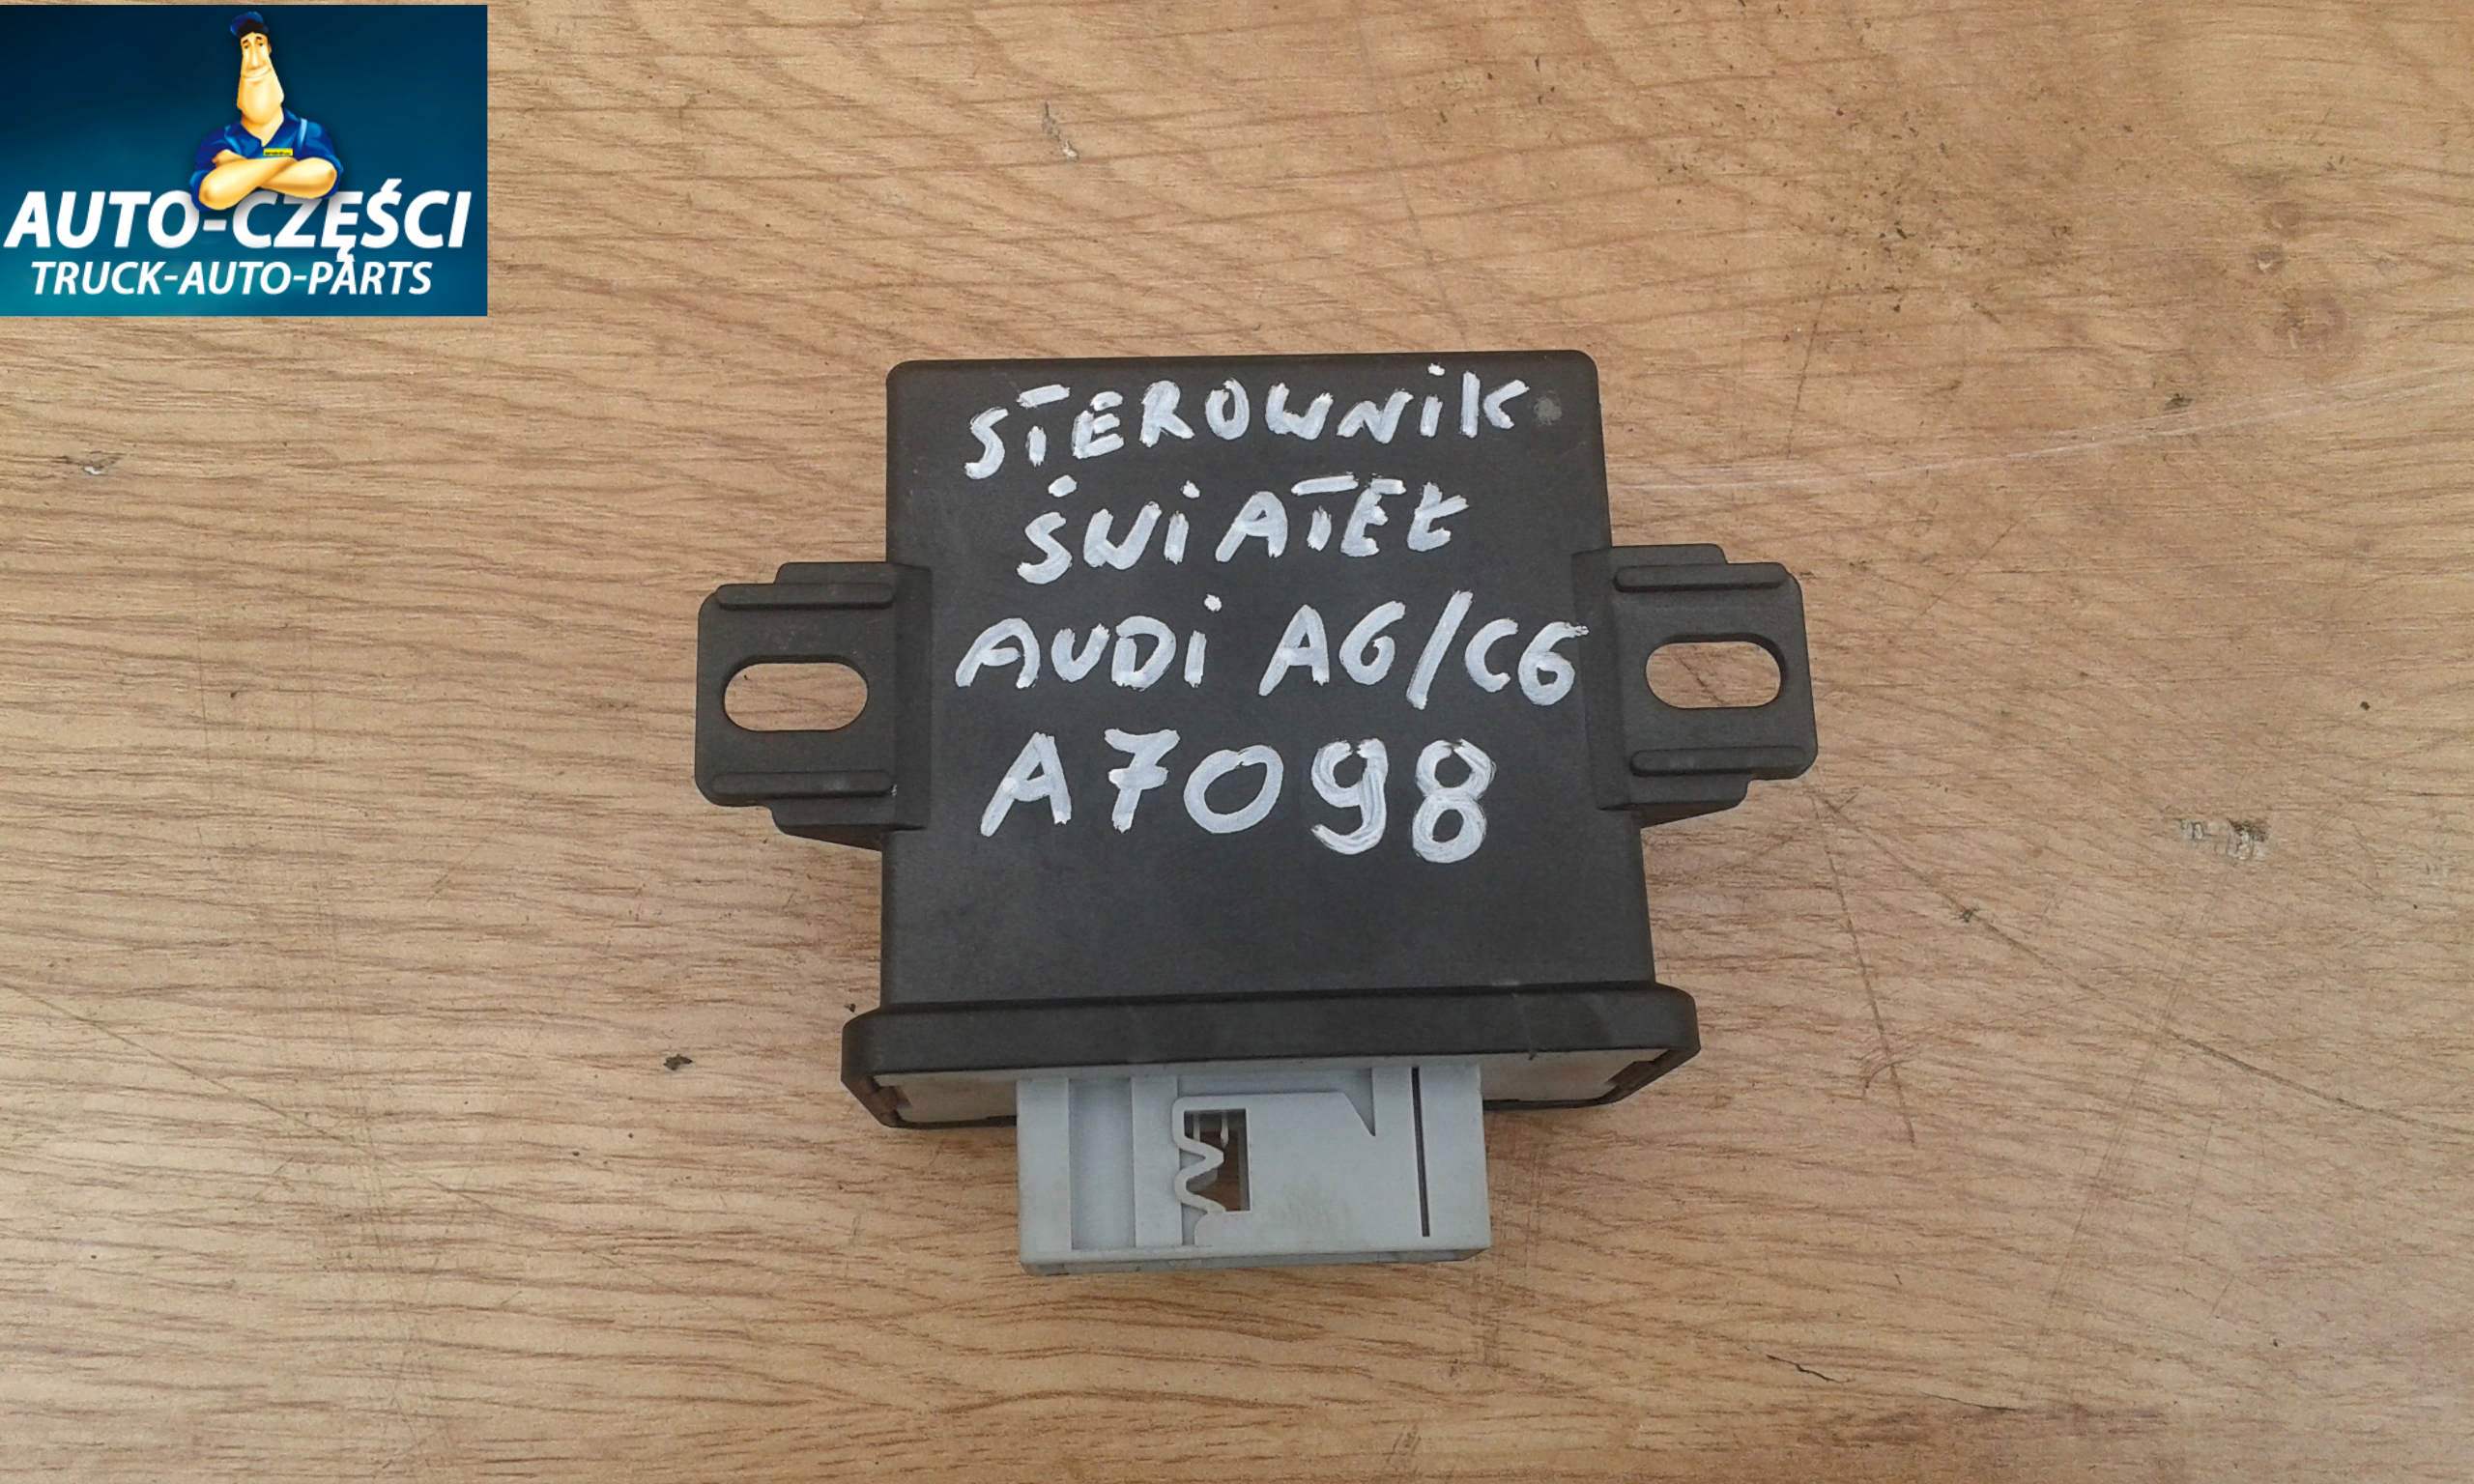 AUTO-CZĘŚCI
TRUCK-AUTO-PARTS
STEROWNiK
ŚWiATEŁ
AUDi A6/C6
A7098